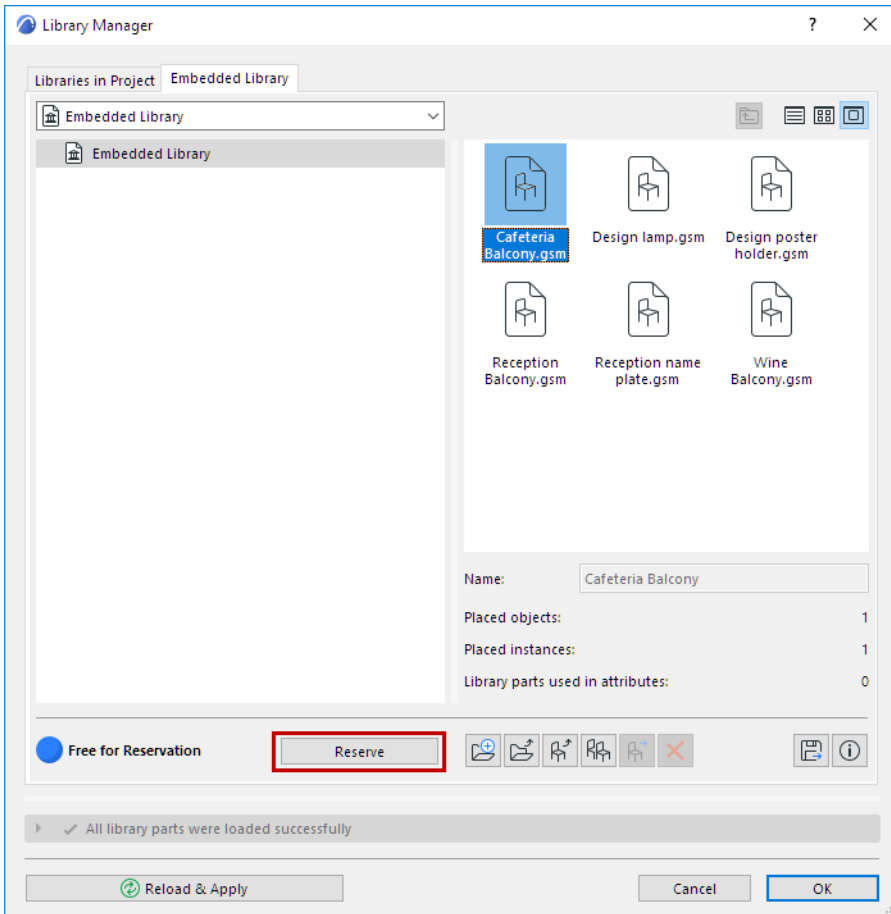 Library Manager
?
Libraries in Project
Embedded Library
Embedded Library
Embedded Library
Cafeteria
Balcony.gsm
Design lamp.gsm
Design poster
holder.gsm
Reception
Balcony.gsm
Reception name
plate.gsm
Wine
Balcony.gsm
Name:
Cafeteria Balcony
Placed objects:
1
Placed instances:
1
Library parts used in attributes:
0
Free for Reservation
Reserve
All library parts were loaded successfully
Reload & Apply
Cancel
OK